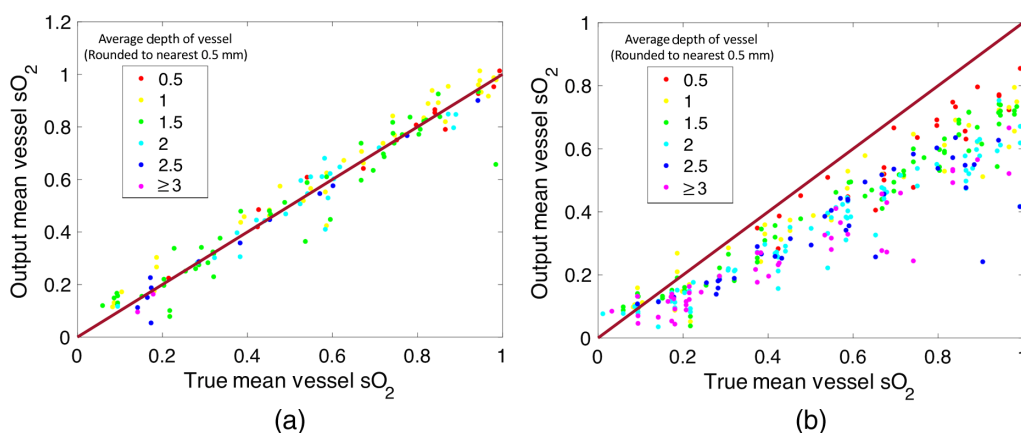 1.2
1
0.8
0.6
0.4
0.2
0
Output mean vessel sO2
Average depth of vessel
(Rounded to nearest 0.5 mm)
0.5
1
1.5
2
2.5
≥3
0 0.2 0.4 0.6 0.8 1
True mean vessel sO2
(a)
1
0.8
0.6
0.4
0.2
0
Output mean vessel sO2
Average depth of vessel
(Rounded to nearest 0.5 mm)
0.5
1
1.5
2
2.5
≥3
0 0.2 0.4 0.6 0.8
True mean vessel sO2
(b)